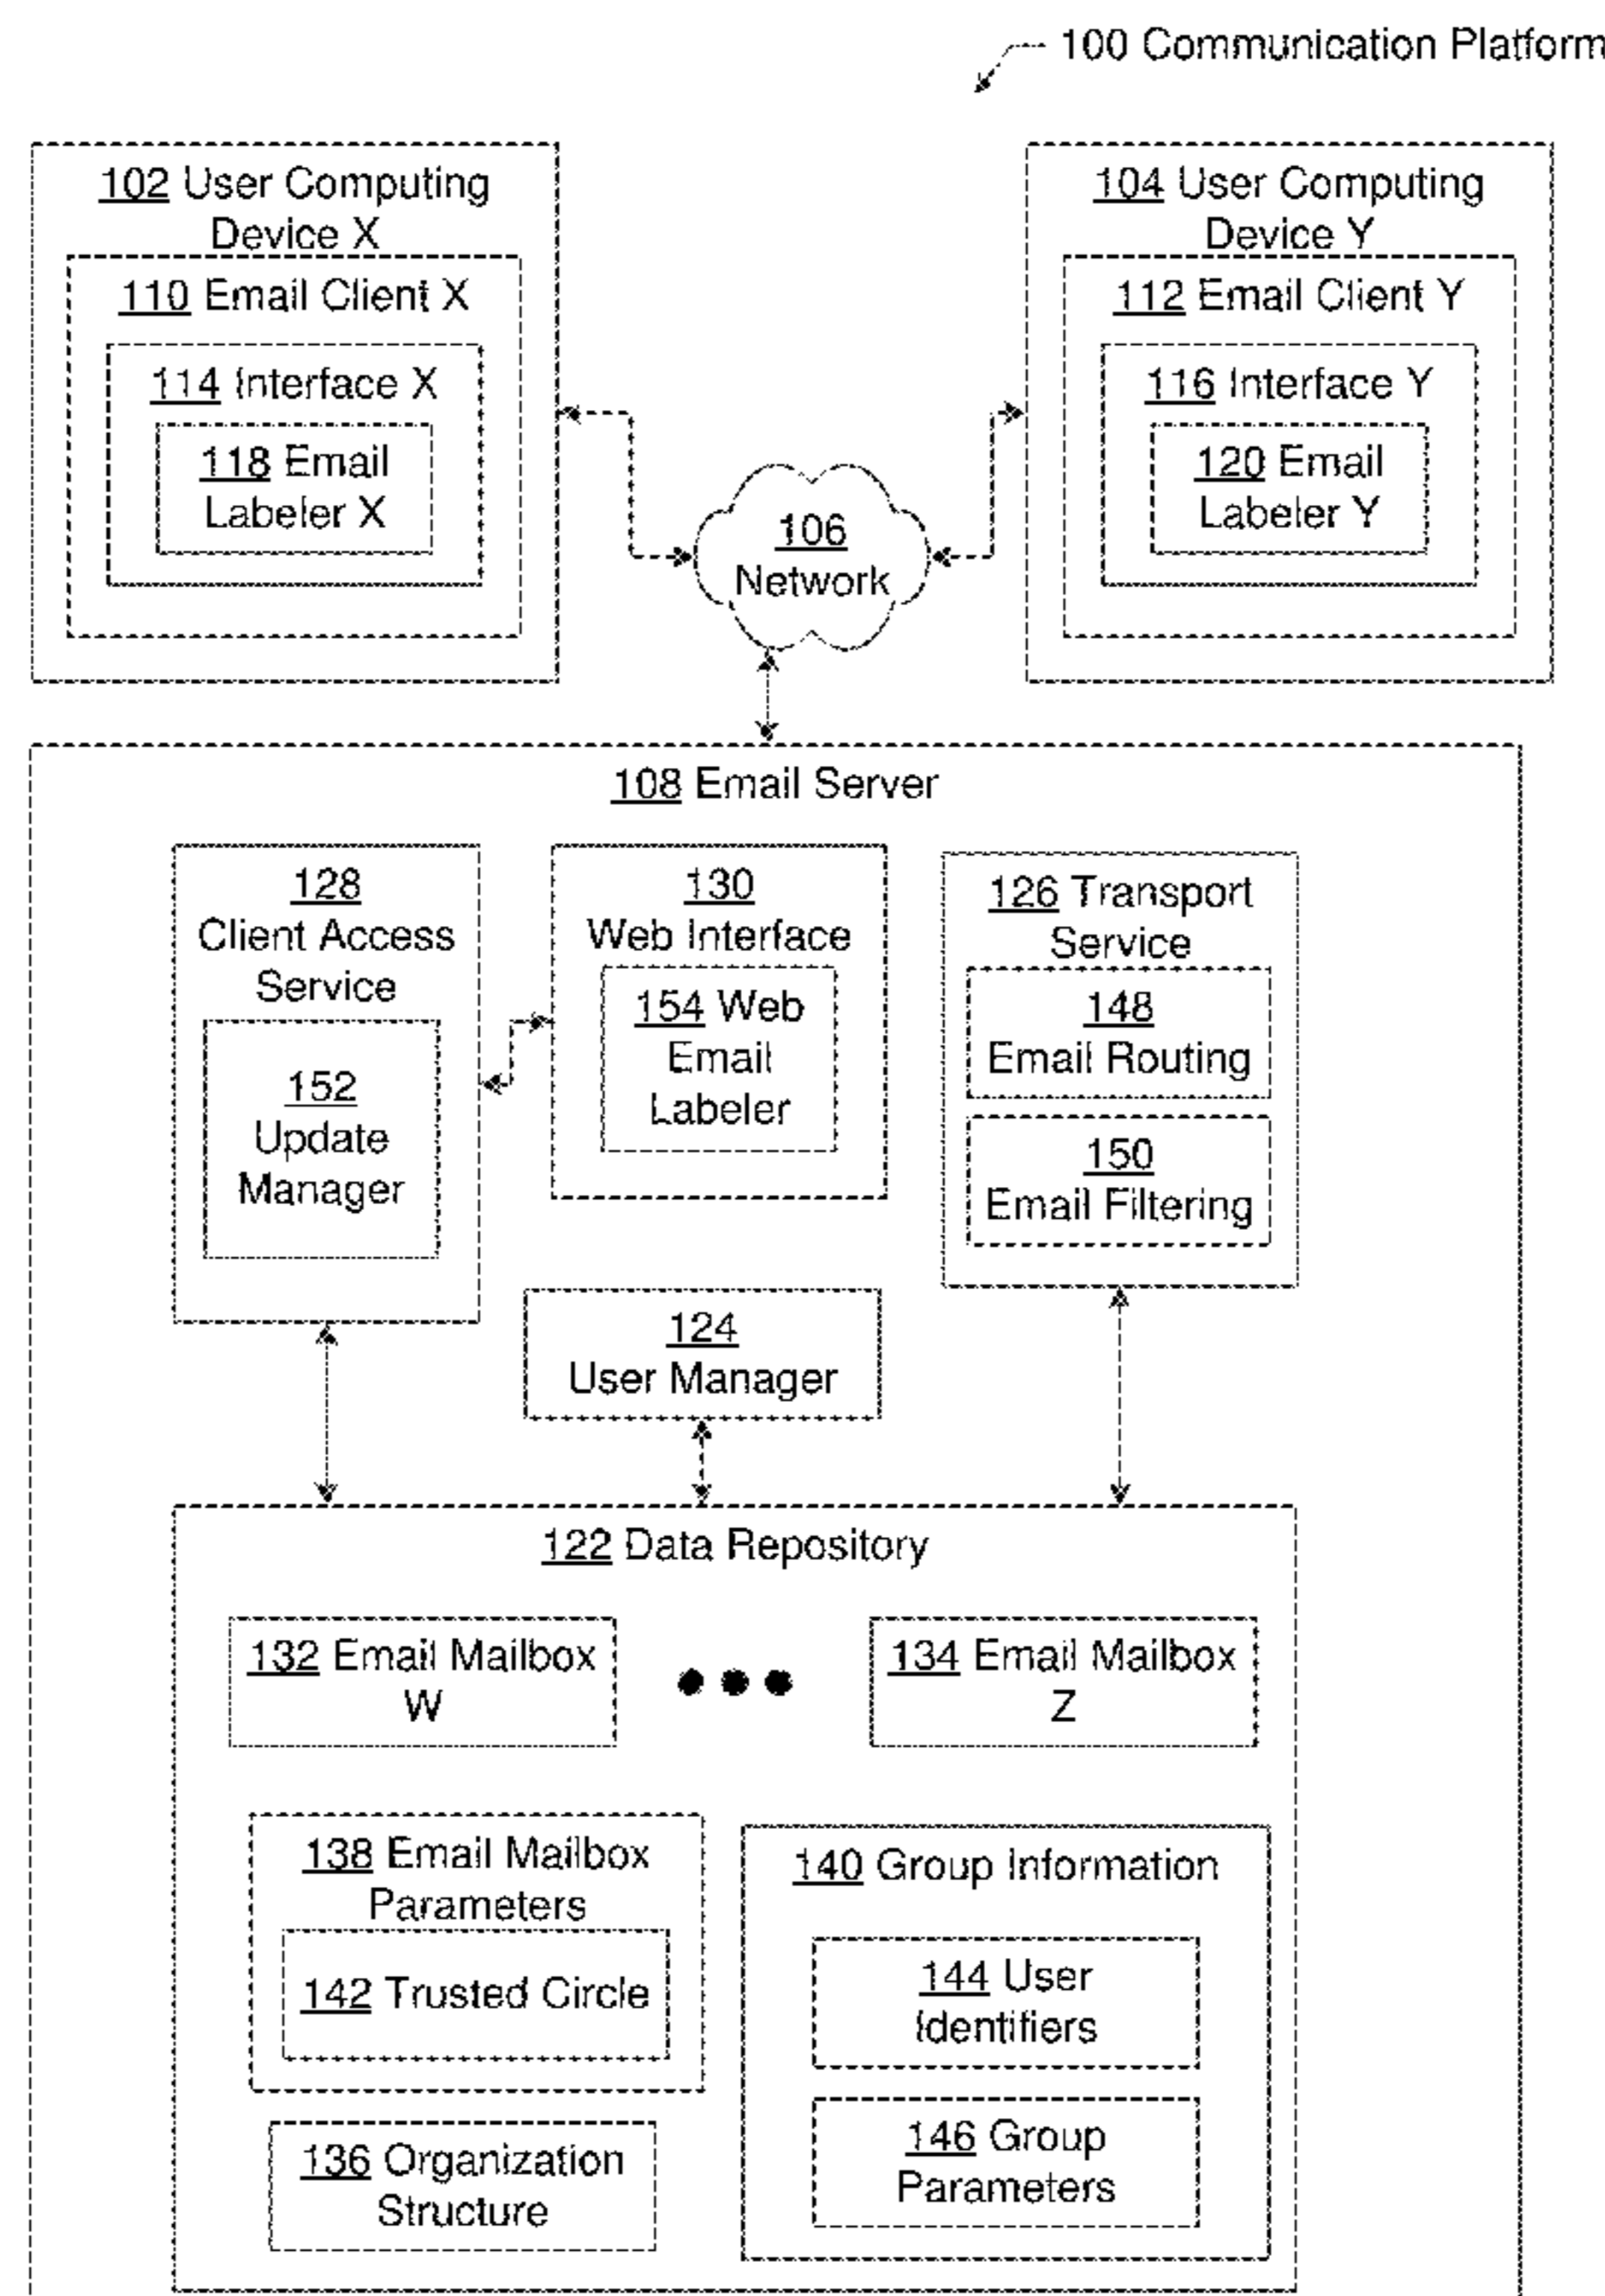 100 Communication Platform
102 User Computing
Device X
110 Email Client X
114 Interface X
118 Email
Labeler X
104 User Computing
Device Y
112 Email Client Y
116 Interface Y
120 Email
Labeler Y
106
Network
108 Email Server
128
Client Access
Service
152
Update
Manager
130
Web Interface
154 Web
Email
Labeler
126 Transport
Service
148
Email Routing
150
Email Filtering
124
User Manager
122 Data Repository
132 Email Mailbox
W
134 Email Mailbox
Z
138 Email Mailbox
Parameters
142 Trusted Circle
136 Organization
Structure
140 Group Information
144 User
Identifiers
146 Group
Parameters